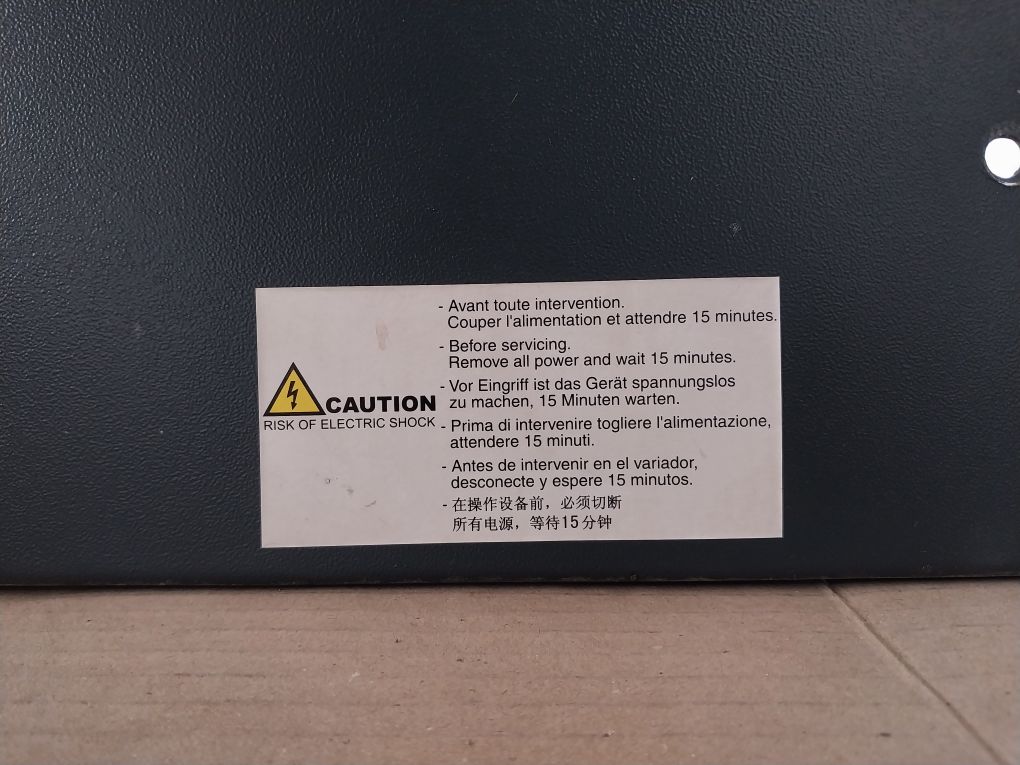 CAUTION
RISK OF ELECTRIC SHOCK
- Avant toute intervention.
Couper l'alimentation et attendre 15 minutes.
- Before servicing.
Remove all power and wait 15 minutes.
- Vor Eingriff ist das Gerät spannungslos
zu machen, 15 Minuten warten.
- Prima di intervenire togliere l'alimentazione,
attendere 15 minuti.
- Antes de intervenir en el variador,
desconecte y espere 15 minutos.
- 在操作设备前，必须切断
所有电源，等待15分钟